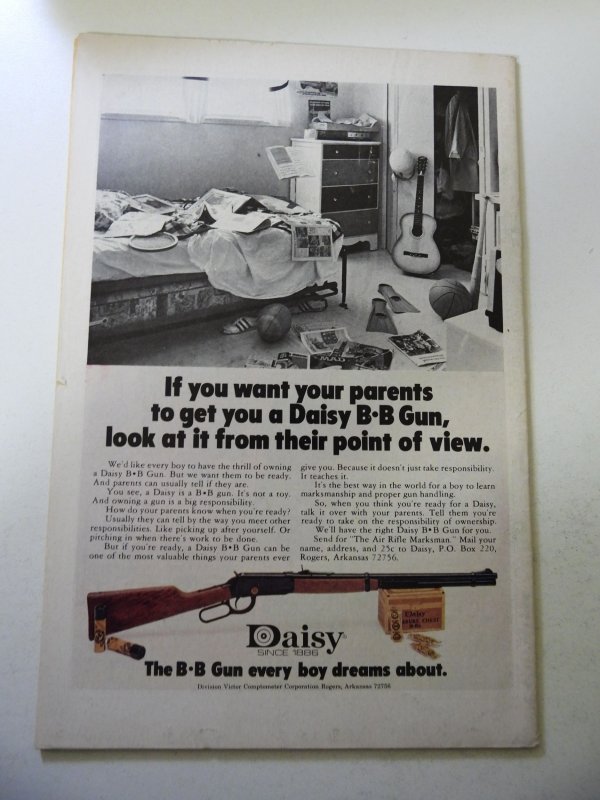 MAD
If you want your parents
to get you a Daisy B•B Gun,
look at it from their point of view.
We'd like every boy to have the thrill of owning
a Daisy B•B Gun. But we want them to be ready.
And parents can usually tell if they are.
You see, a Daisy is a B•B gun. It's not a toy.
And owning a gun is a big responsibility.
How do your parents know when you're ready?
Usually they can tell by the way you meet other
responsibilities. Like picking up after yourself. Or
pitching in when there's work to be done.
But if you're ready, a Daisy B•B Gun can be
one of the most valuable things your parents ever
give you. Because it doesn't just take responsibility.
It teaches it.
It's the best way in the world for a boy to learn
marksmanship and proper gun handling.
So, when you think you're ready for a Daisy,
talk it over with your parents. Tell them you're
ready to take on the responsibility of ownership.
We'll have the right Daisy B•B Gun for you.
Send for "The Air Rifle Marksman." Mail your
name, address, and 25c to Daisy, P.O. Box 220,
Rogers, Arkansas 72756.
Daisy
Daisy®
SINCE 1886
The B•B Gun every boy dreams about.
Division Victor Comptometer Corporation Rogers, Arkansas 72756